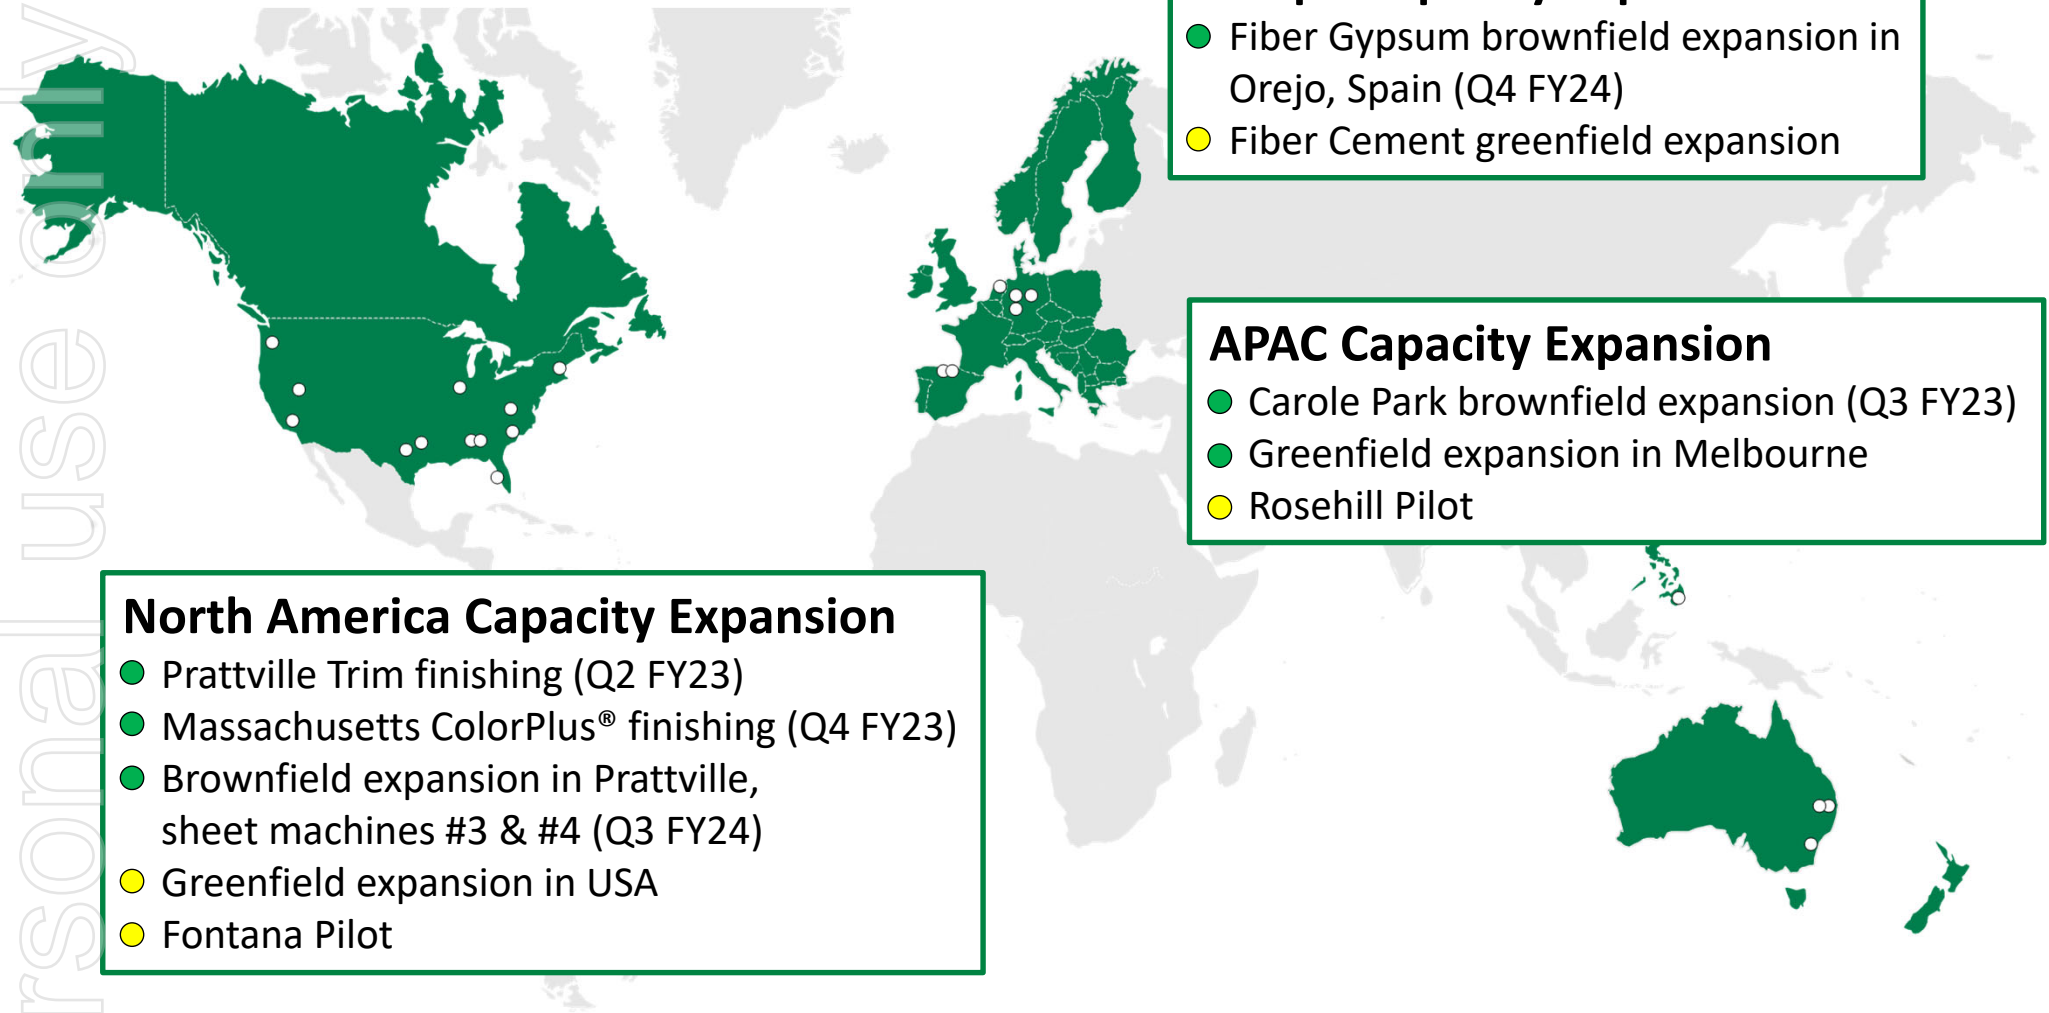 Fiber Gypsum brownfield expansion in
Orejo, Spain (Q4 FY24)
Fiber Cement greenfield expansion
APAC Capacity Expansion
Carole Park brownfield expansion (Q3 FY23)
Greenfield expansion in Melbourne
Rosehill Pilot
North America Capacity Expansion
Prattville Trim finishing (Q2 FY23)
Massachusetts ColorPlus® finishing (Q4 FY23)
Brownfield expansion in Prattville,
sheet machines #3 & #4 (Q3 FY24)
Greenfield expansion in USA
Fontana Pilot
rsonal use only